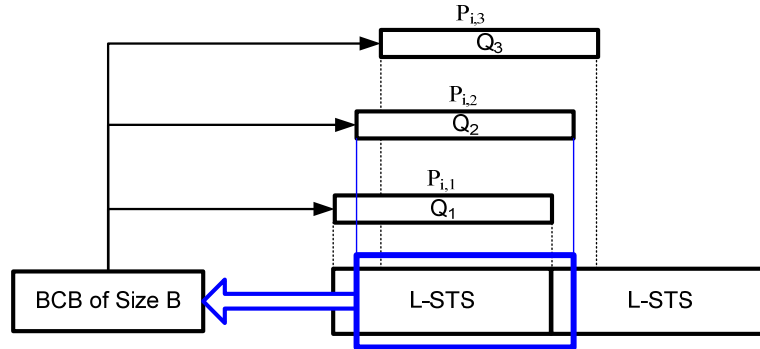 P_{i,3}
Q_3
P_{i,2}
Q_2
P_{i,1}
Q_1
BCB of Size B
L-STS
L-STS